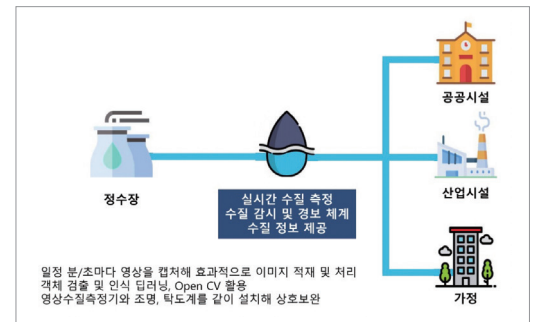 공공시설
정수장
실시간 수질 측정
수질 감시 및 경보 체계
수질 정보 제공
산업시설
가정
일정 분/초마다 영상을 캡처해 효과적으로 이미지 적재 및 처리
객체 검출 및 인식 딥러닝, Open CV 활용
영상수질측정기와 조명, 탁도계를 같이 설치해 상호보완